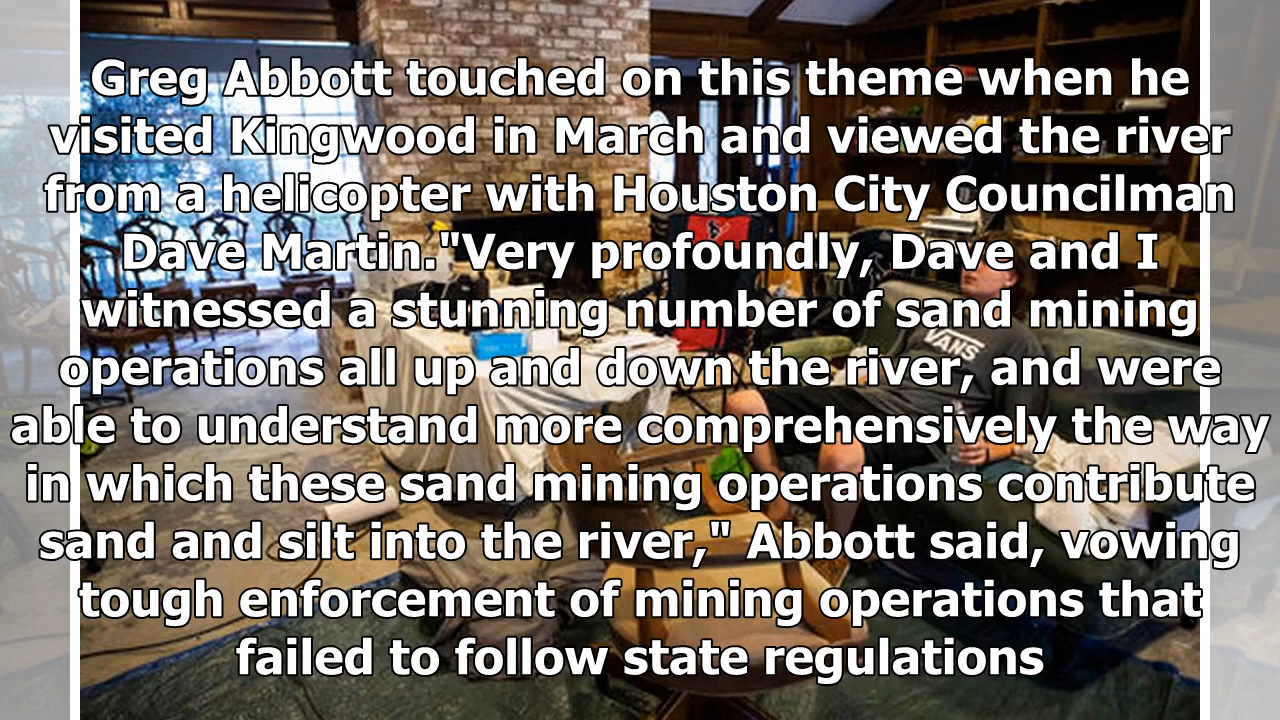 Greg Abbott touched on this theme when he
visited Kingwood in March and viewed the river
from a helicopter with Houston City Councilman
Dave Martin."Very profoundly, Dave and I
witnessed a stunning number of sand mining
operations all up and down the river, and were
able to understand more comprehensively the way
in which these sand mining operations contribute
sand and silt into the river," Abbott said, vowing
tough enforcement of mining operations that
failed to follow state regulations
VANS